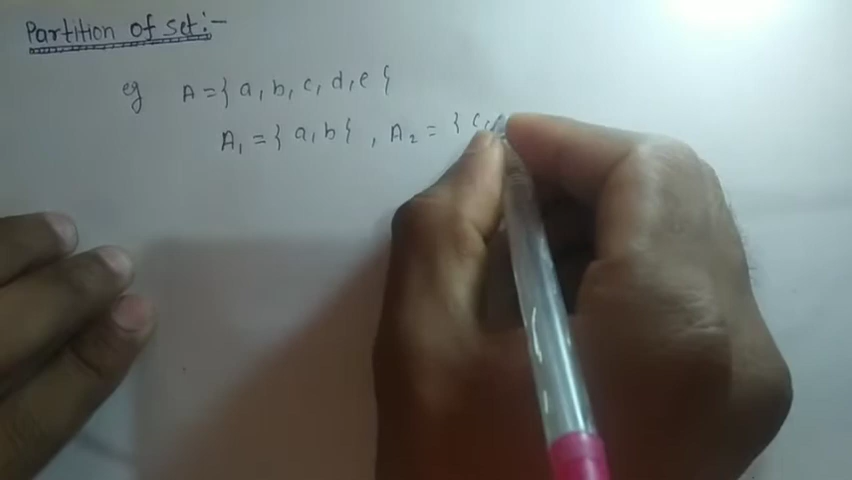 Partition of set:-
eg A = { a, b, c, d, e {
A1 = { a, b { , A2 = { c,